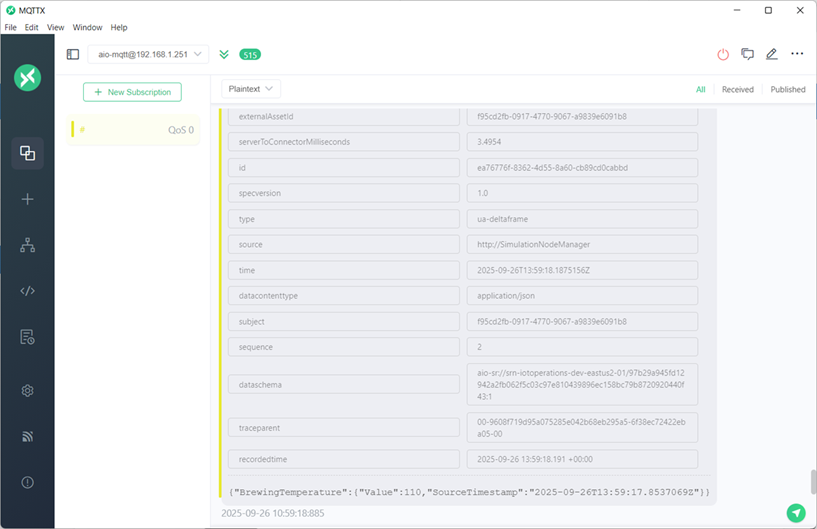 MQTTX
File Edit View Window Help
aio-mqtt@192.168.1.251 515
+ New Subscription Plaintext All Received Published
# QoS 0
externalAssetId f95cd2fb-0917-4770-9067-a9839e6091b8
serverToConnectorMilliseconds 3.4954
id ea76776f-8362-4d55-8a60-cb89cd0cabbd
specversion 1.0
type ua-deltaframe
source http://SimulationNodeManager
time 2025-09-26T13:59:18.1875156Z
datacontenttype application/json
subject f95cd2fb-0917-4770-9067-a9839e6091b8
sequence 2
dataschema aio-sr://srn-iotoperations-dev-eastus2-01/97b29a945fd12
942a2fb062f5c03c97e810439896ec158bc79b8720920440f
43:1
traceparent 00-9608f719d95a075285e042b68eb295a5-6f38ec72422eb
a05-00
recordedtime 2025-09-26 13:59:18.191 +00:00
{"BrewingTemperature":{"Value":110,"SourceTimestamp":"2025-09-26T13:59:17.8537069Z"}}
2025-09-26 10:59:18:885